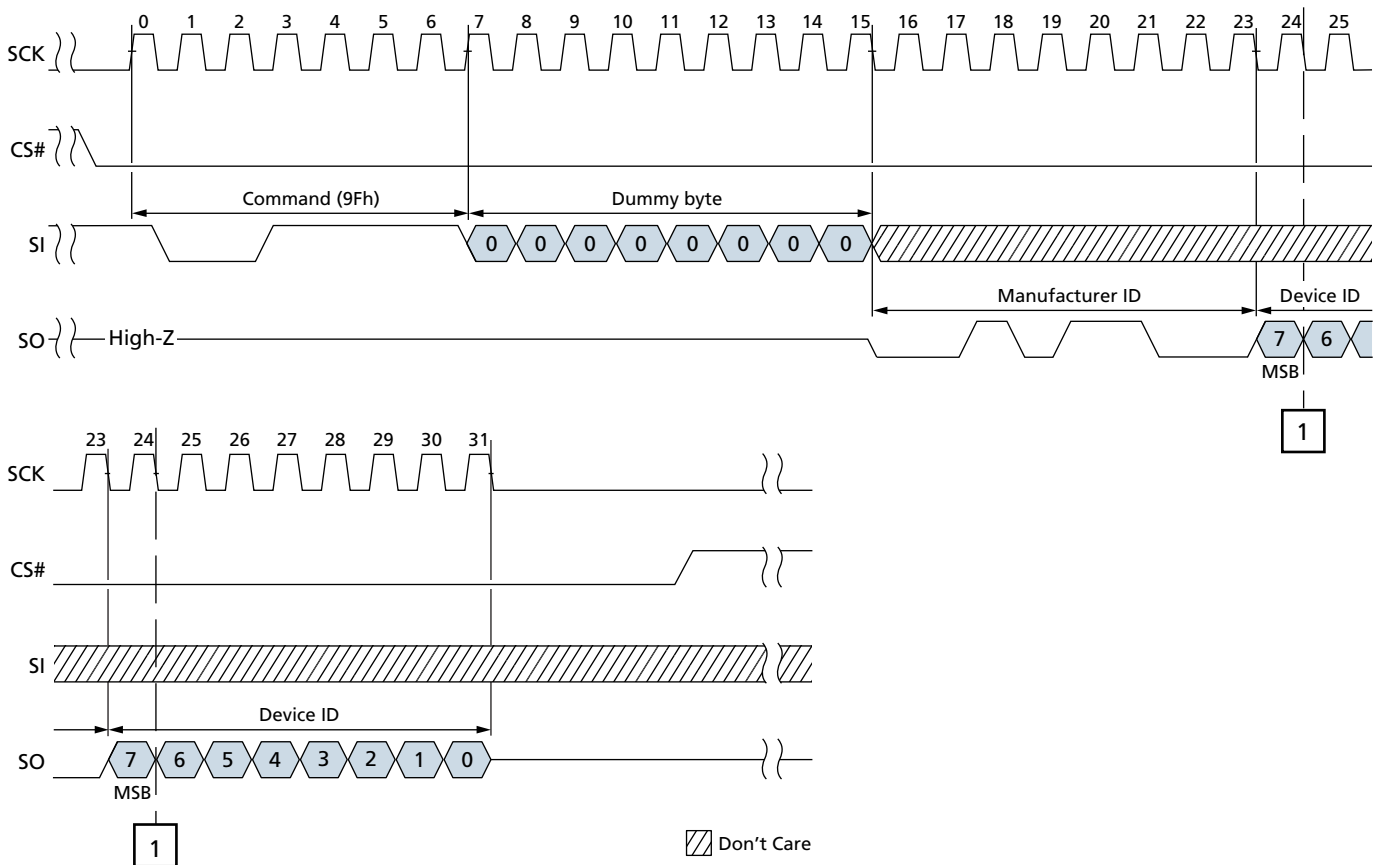 0 1 2 3 4 5 6 7 8 9 10 11 12 13 14 15 16 17 18 19 20 21 22 23 24 25
SCK
CS#
Command (9Fh) Dummy byte
SI 0 0 0 0 0 0 0 0
Manufacturer ID Device ID
SO High-Z 7 6
MSB
1
23 24 25 26 27 28 29 30 31
SCK
CS#
SI
Device ID
SO 7 6 5 4 3 2 1 0
MSB
1
Don't Care